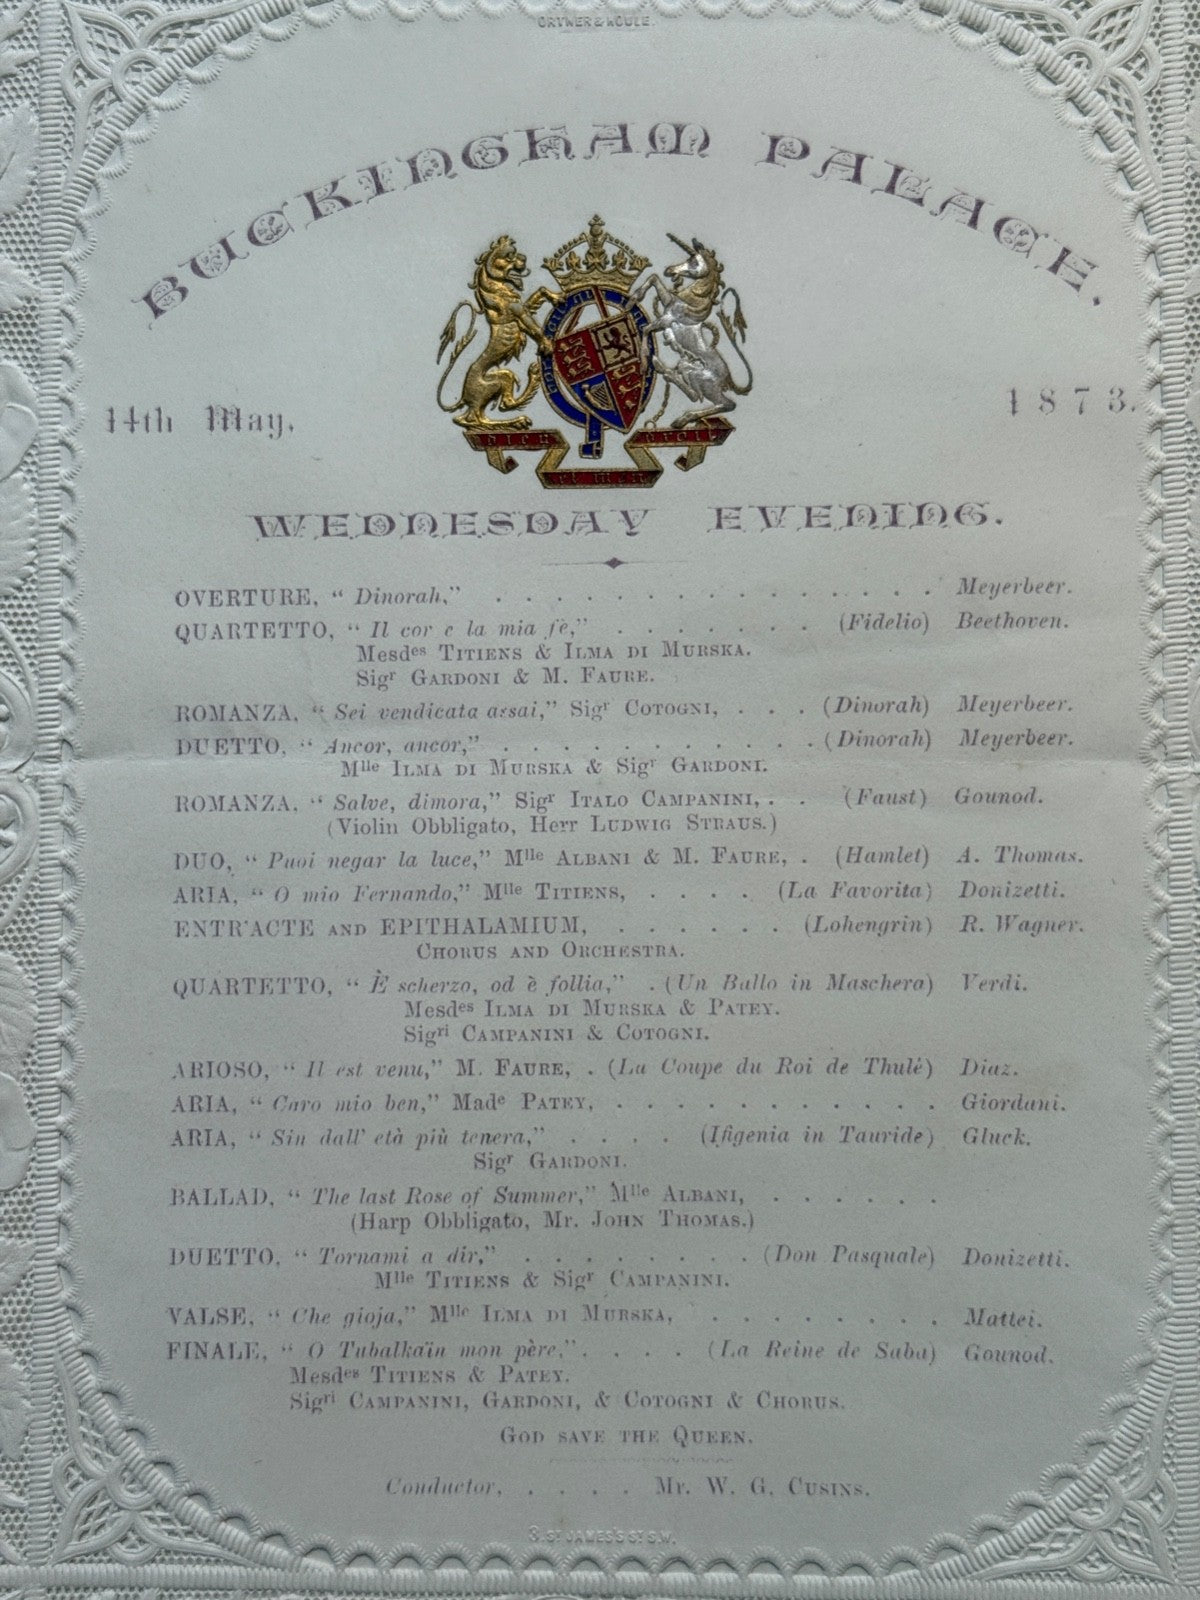 ORTNER & HOULE.
BUCKINGHAM PALACE.
14th May, 1873.
WEDNESDAY EVENING.
OVERTURE, “ Dinorah,” . . . . . . . . . . . . . . . Meyerbeer.
QUARTETTO, “ Il cor e la mia fè,” . . . . . . . (Fidelio) Beethoven.
Mesdes TITIENS & ILMA DI MURSKA.
Sigr GARDONI & M. FAURE.
ROMANZA, “ Sei vendicata assai,” Sigr COTOGNI, . . . (Dinorah) Meyerbeer.
DUETTO, “ Ancor, ancor,” . . . . . . . . . . . (Dinorah) Meyerbeer.
Mlle ILMA DI MURSKA & Sigr GARDONI.
ROMANZA, “ Salve, dimora,” Sigr ITALO CAMPANINI, . . (Faust) Gounod.
(Violin Obbligato, Herr LUDWIG STRAUS.)
DUO, “ Puoi negar la luce,” Mlle ALBANI & M. FAURE, . (Hamlet) A. Thomas.
ARIA, “ O mio Fernando,” Mlle TITIENS, . . . . (La Favorita) Donizetti.
ENTR'ACTE AND EPITHALAMIUM, . . . . . . (Lohengrin) R. Wagner.
CHORUS AND ORCHESTRA.
QUARTETTO, “ È scherzo, od è follia,” . (Un Ballo in Maschera) Verdi.
Mesdes ILMA DI MURSKA & PATEY.
Sigri CAMPANINI & COTOGNI.
ARIOSO, “ Il est venu,” M. FAURE, . (La Coupe du Roi de Thulé) Diaz.
ARIA, “ Caro mio ben,” Made PATEY, . . . . . . . . . . . Giordani.
ARIA, “ Sin dall' età più tenera,” . . . . (Ifigenia in Tauride) Gluck.
Sigr GARDONI.
BALLAD, “ The last Rose of Summer,” Mlle ALBANI, . . . . . .
(Harp Obbligato, Mr. JOHN THOMAS.)
DUETTO, “ Tornami a dir,” . . . . . . . . (Don Pasquale) Donizetti.
Mlle TITIENS & Sigr CAMPANINI.
VALSE, “ Che gioja,” Mlle ILMA DI MURSKA, . . . . . . . . Mattei.
FINALE, “ O Tubalkaïn mon père,” . . . . (La Reine de Saba) Gounod.
Mesdes TITIENS & PATEY.
Sigri CAMPANINI, GARDONI, & COTOGNI & CHORUS.
GOD SAVE THE QUEEN.
Conductor, . . . . Mr. W. G. CUSINS.
3, ST JAMES'S ST S.W.